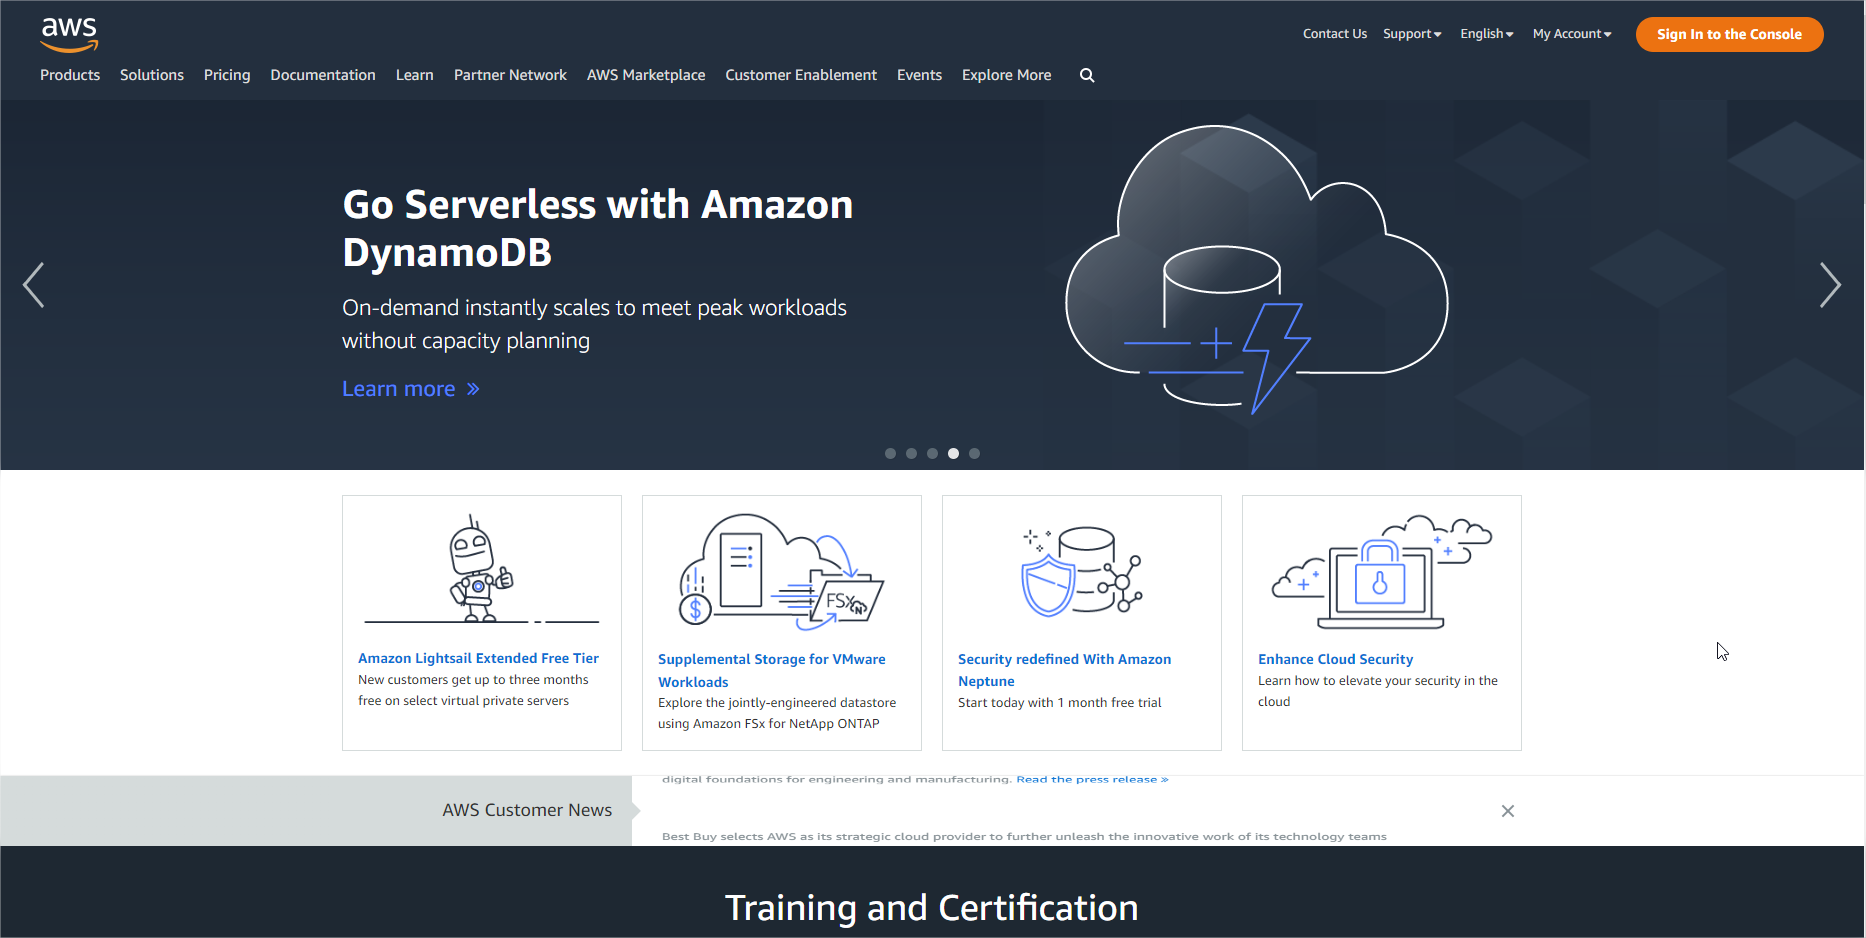 aws
Contact Us Support English My Account Sign In to the Console
Products Solutions Pricing Documentation Learn Partner Network AWS Marketplace Customer Enablement Events Explore More
Go Serverless with Amazon
DynamoDB
On-demand instantly scales to meet peak workloads
without capacity planning
Learn more »
$
FSx
N
Amazon Lightsail Extended Free Tier
New customers get up to three months
free on select virtual private servers
Supplemental Storage for VMware
Workloads
Explore the jointly-engineered datastore
using Amazon FSx for NetApp ONTAP
Security redefined With Amazon
Neptune
Start today with 1 month free trial
Enhance Cloud Security
Learn how to elevate your security in the
cloud
AWS Customer News
digital foundations for engineering and manufacturing. Read the press release »
Best Buy selects AWS as its strategic cloud provider to further unleash the innovative work of its technology teams
Training and Certification